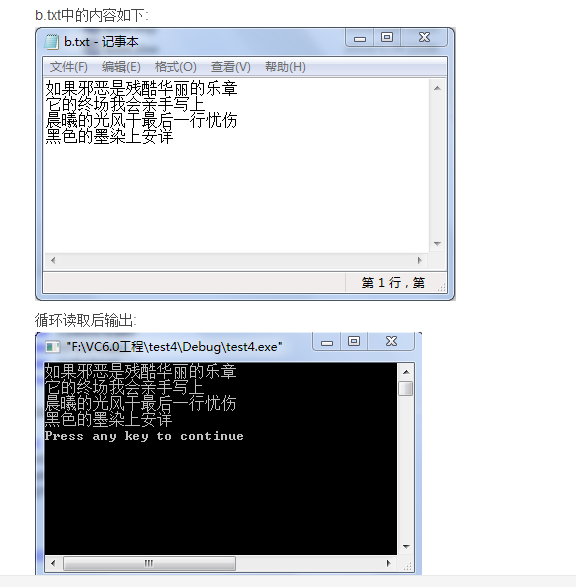 b.txt中的内容如下:
b.txt - 记事本
文件(F) 编辑(E) 格式(O) 查看(V) 帮助(H)
如果邪恶是残酷华丽的乐章
它的终场我会亲手写上
晨曦的光风干最后一行忧伤
黑色的墨染上安详
第 1 行，第
循环读取后输出:
"F:\VC6.0工程\test4\Debug\test4.exe"
如果邪恶是残酷华丽的乐章
它的终场我会亲手写上
晨曦的光风干最后一行忧伤
黑色的墨染上安详
Press any key to continue